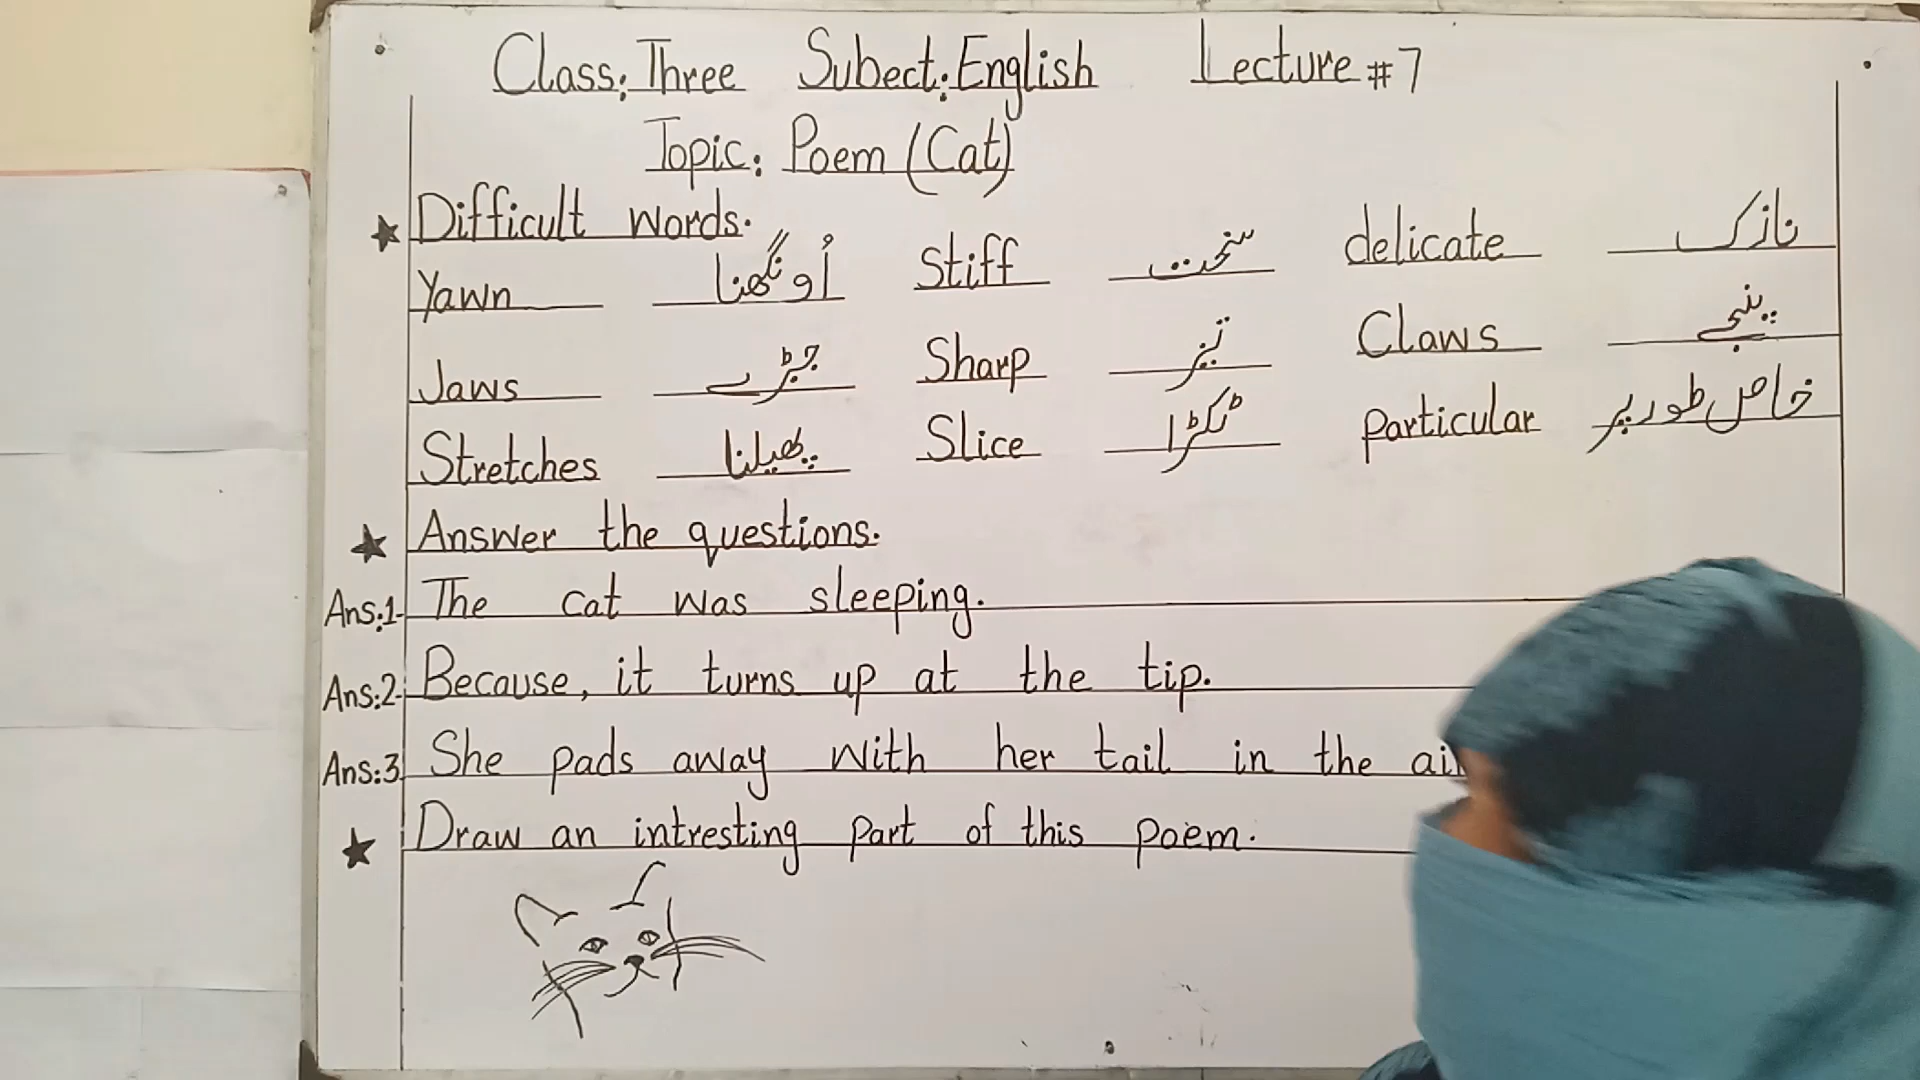 Class: Three Subect: English Lecture # 7
Topic: Poem (Cat)
★ Difficult words.
Yawn اُونگھنا Stiff سخت delicate نازک
Jaws جبڑے Sharp تیز Claws پنجے
Stretches پھیلنا Slice ٹکڑا particular خاص طور پر
★ Answer the questions.
Ans:1- The cat was sleeping.
Ans:2- Because, it turns up at the tip.
Ans:3 She pads away with her tail in the ai
★ Draw an intresting part of this poem.